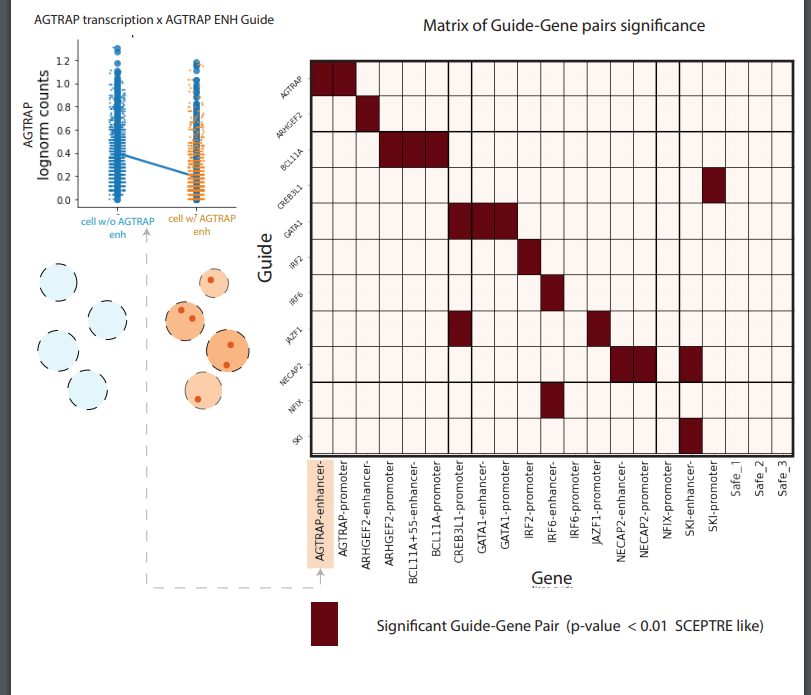 AGTRAP transcription x AGTRAP ENH Guide
Matrix of Guide-Gene pairs significance
AGTRAP
lognorm counts
1.2
1.0
0.8
0.6
0.4
0.2
0.0
cell w/o AGTRAP
enh
cell w/ AGTRAP
enh
Guide
AGTRAP
ARHGEF2
BCL11A
CREB3L1
GATA1
IRF2
IRF6
JAZF1
NECAP2
NFIX
SKI
AGTRAP-enhancer-
AGTRAP-promoter
ARHGEF2-enhancer-
ARHGEF2-promoter
BCL11A+55-enhancer-
BCL11A-promoter
CREB3L1-promoter
GATA1-enhancer-
GATA1-promoter
IRF2-promoter
IRF6-enhancer-
IRF6-promoter
JAZF1-promoter
NECAP2-enhancer-
NECAP2-promoter
NFIX-promoter
SKI-enhancer-
SKI-promoter
Safe_1
Safe_2
Safe_3
Gene
Significant Guide-Gene Pair (p-value < 0.01 SCEPTRE like)